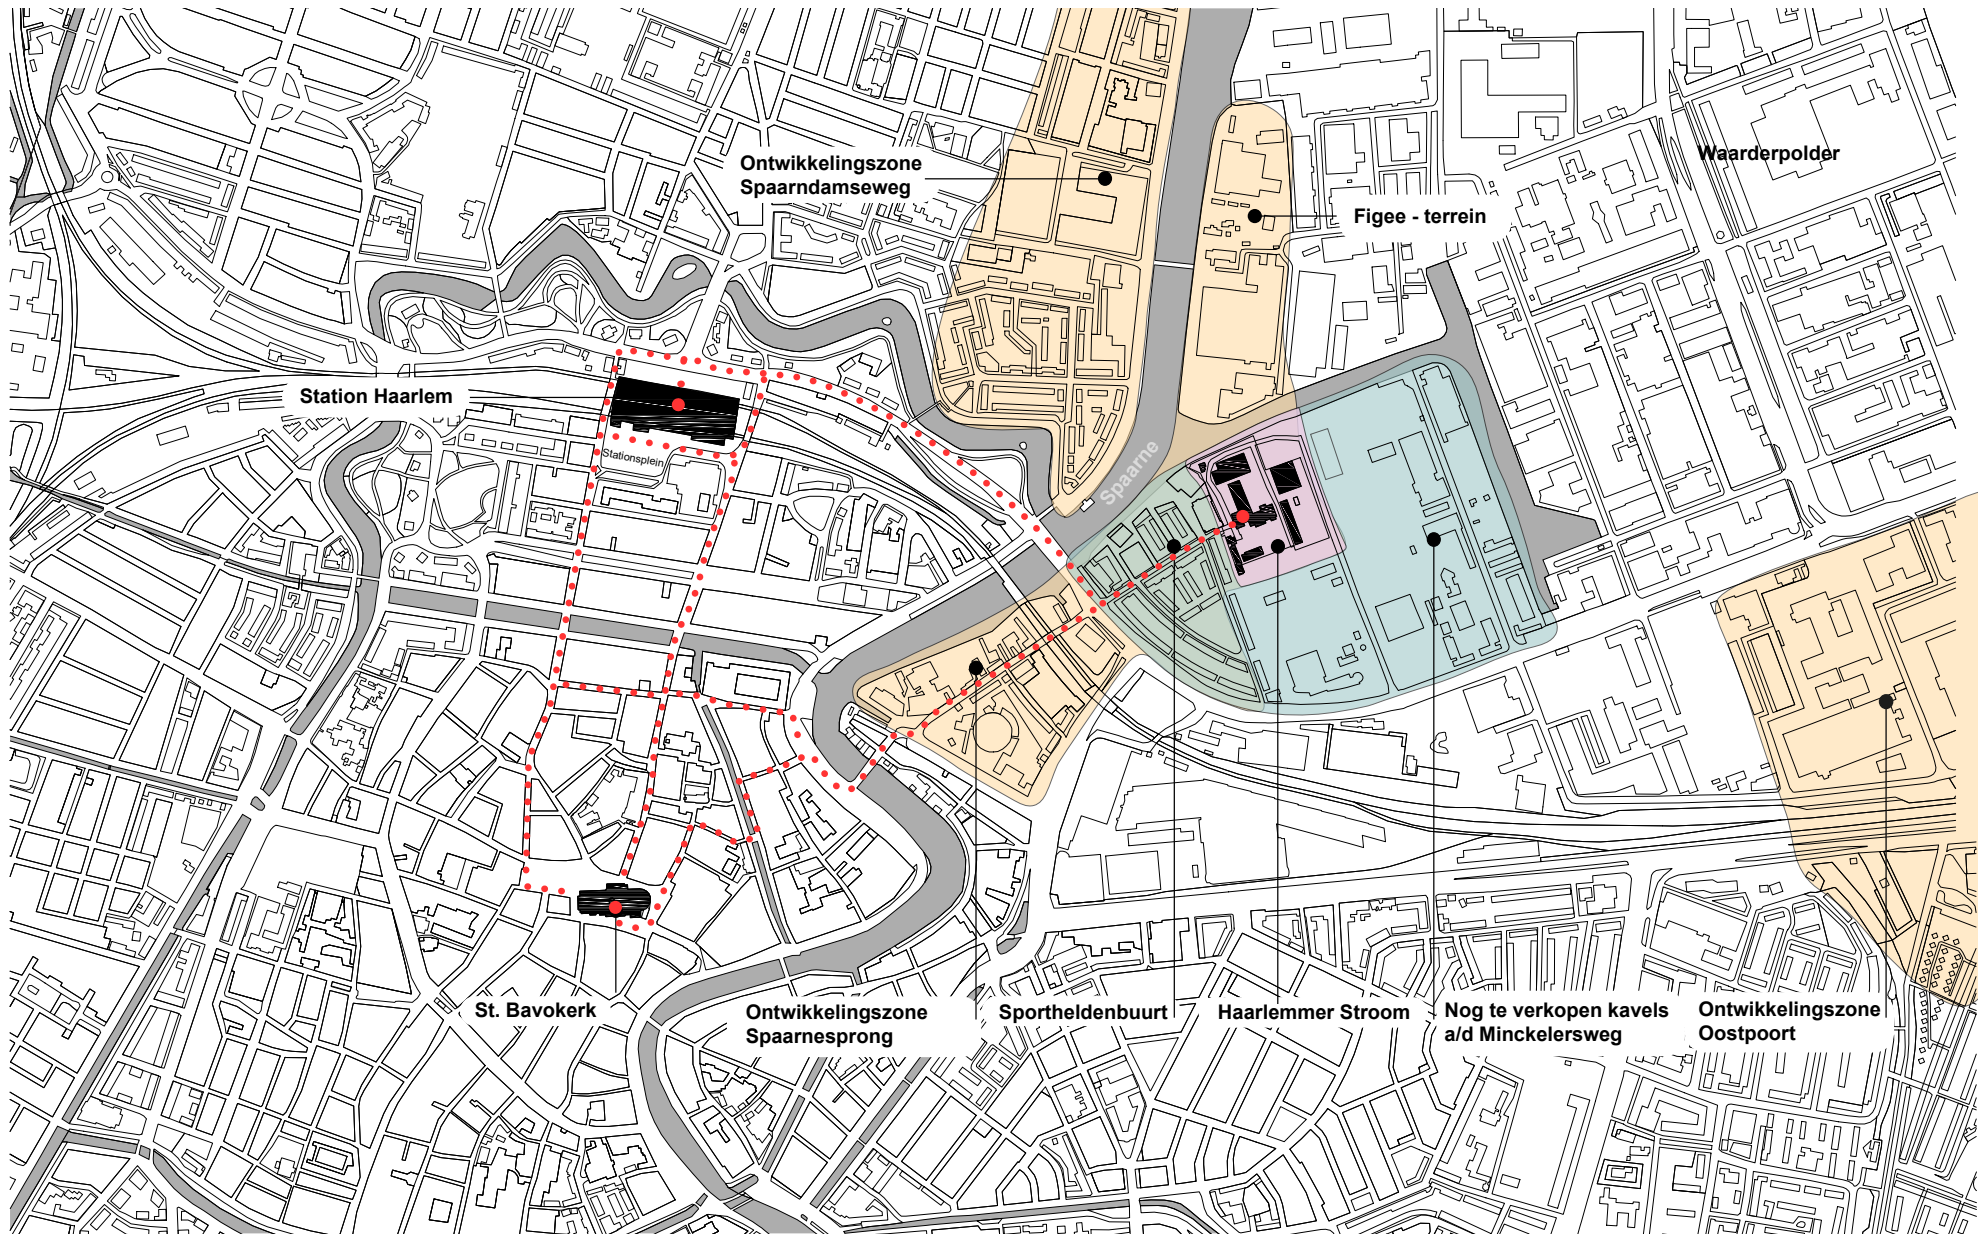 Ontwikkelingszone
Spaarndamseweg
Waarderpolder
Figee - terrein
Station Haarlem
Stationsplein
Spaarne
St. Bavokerk
Ontwikkelingszone
Spaarnesprong
Sportheldenbuurt
Haarlemmer Stroom
Nog te verkopen kavels
a/d Minckelersweg
Ontwikkelingszone
Oostpoort